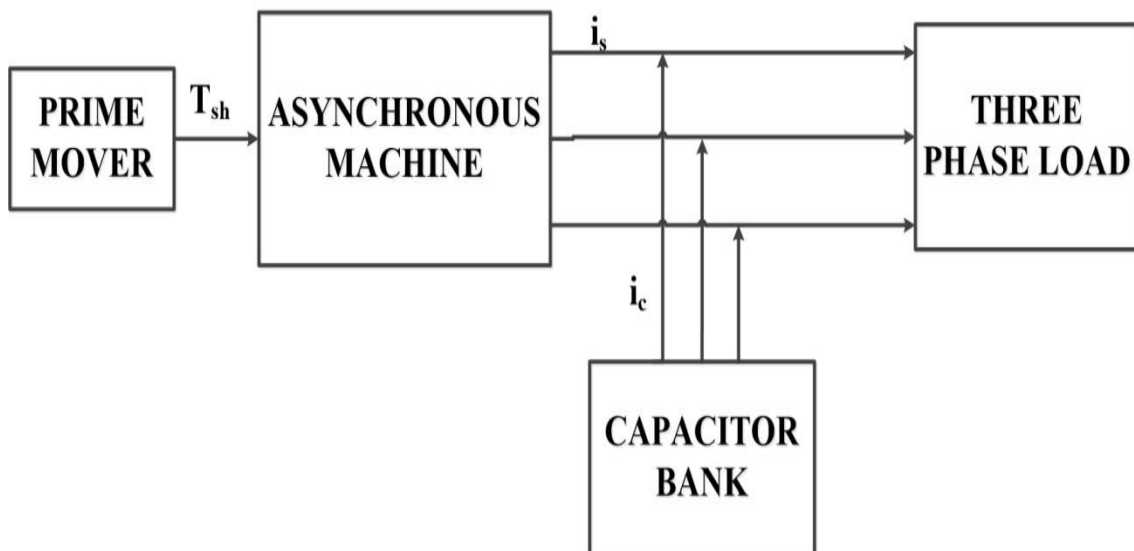 PRIME
MOVER
T_sh
ASYNCHRONOUS
MACHINE
i_s
THREE
PHASE LOAD
i_c
CAPACITOR
BANK